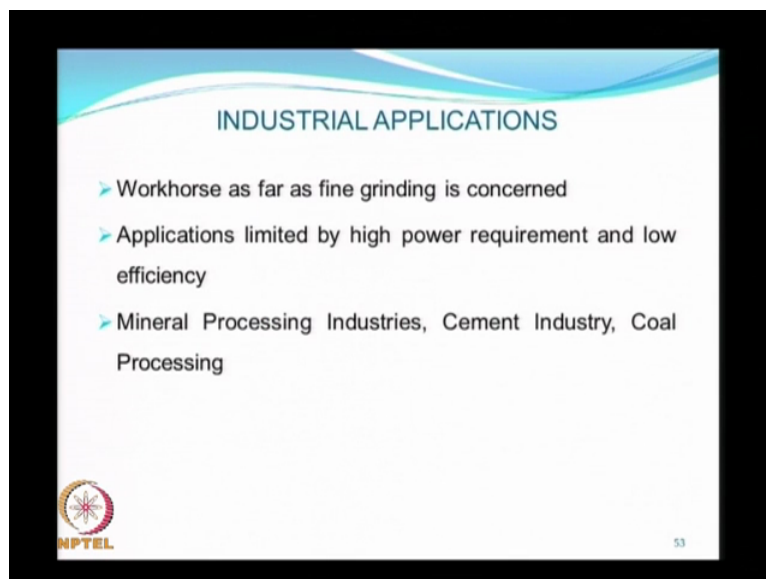 INDUSTRIAL APPLICATIONS
➢ Workhorse as far as fine grinding is concerned
➢ Applications limited by high power requirement and low
efficiency
➢ Mineral Processing Industries, Cement Industry, Coal
Processing
NPTEL
53